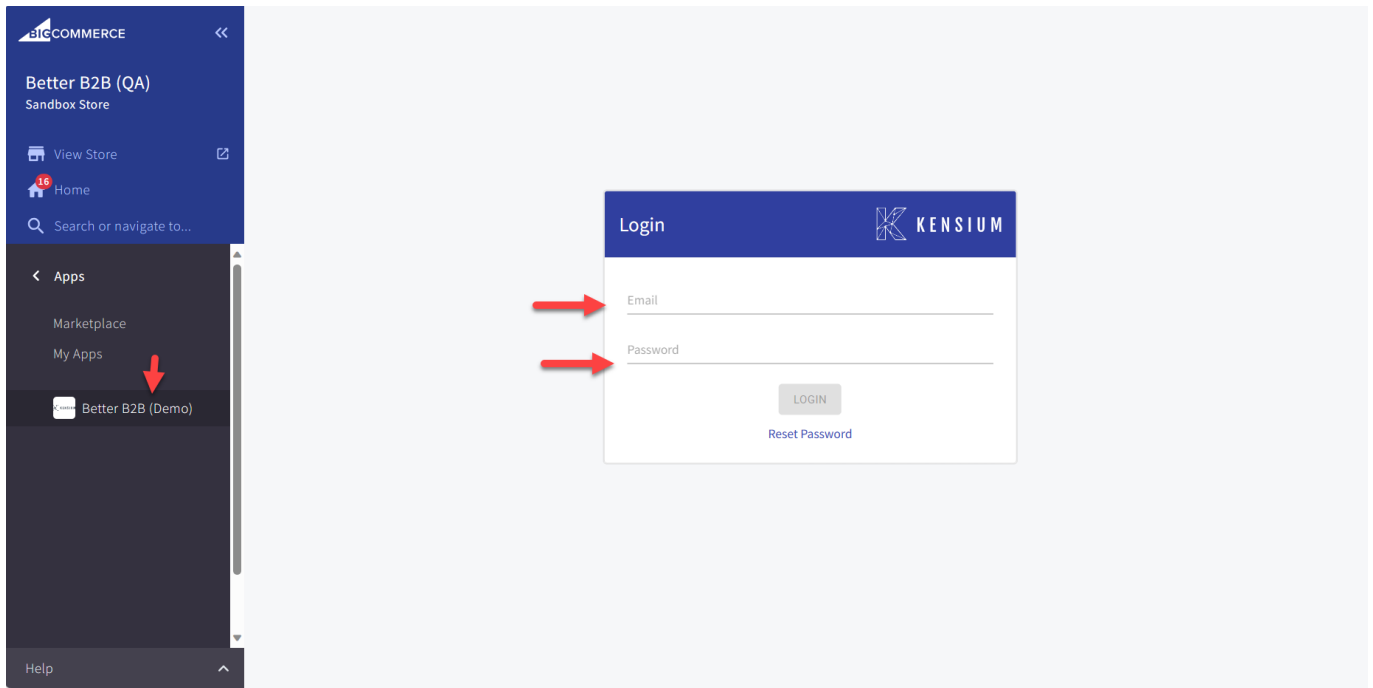 BIGCOMMERCE
Better B2B (QA)
Sandbox Store
View Store
16
Home
Search or navigate to...
Apps
Marketplace
My Apps
Better B2B (Demo)
Help
Login
KENSIUM
Email
Password
LOGIN
Reset Password